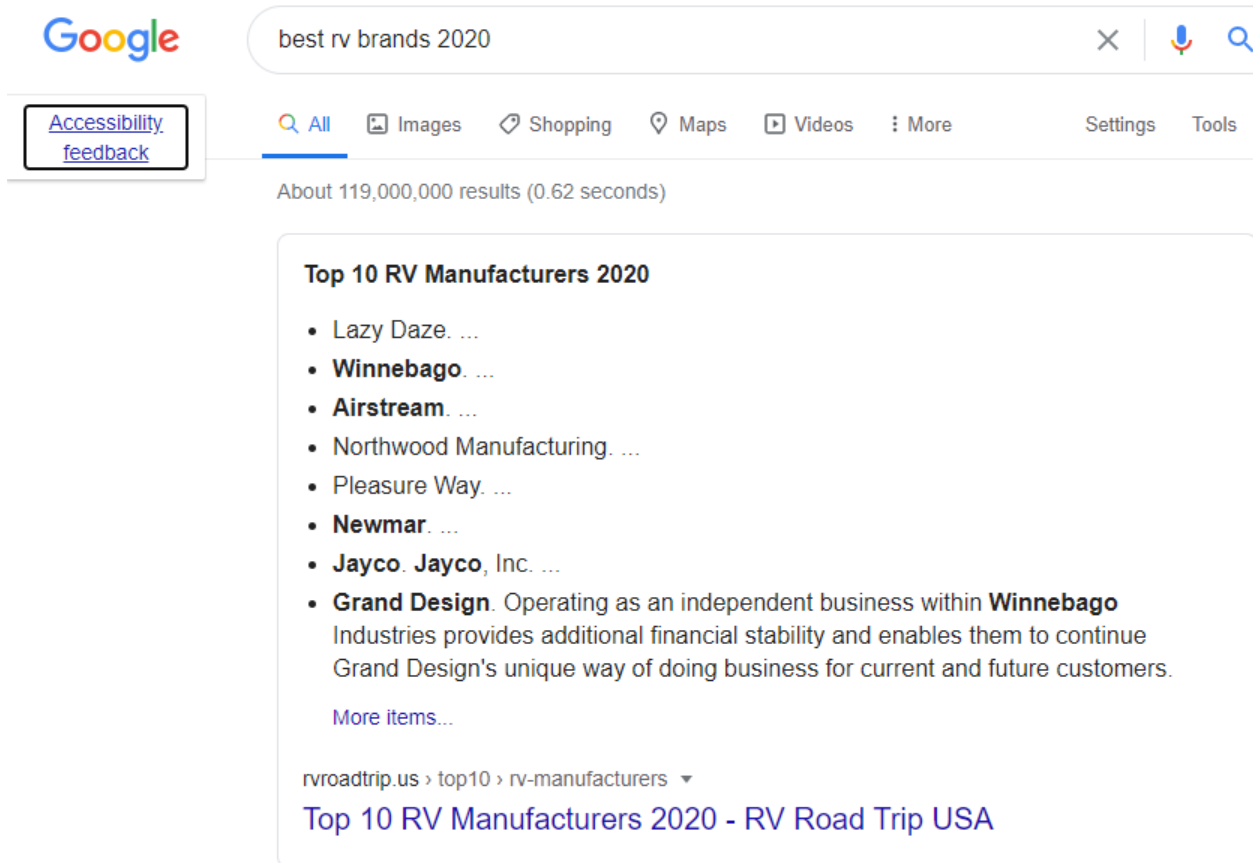 Google
best rv brands 2020
Accessibility
feedback
All Images Shopping Maps Videos More Settings Tools
About 119,000,000 results (0.62 seconds)
Top 10 RV Manufacturers 2020
• Lazy Daze. ...
• Winnebago. ...
• Airstream. ...
• Northwood Manufacturing. ...
• Pleasure Way. ...
• Newmar. ...
• Jayco. Jayco, Inc. ...
• Grand Design. Operating as an independent business within Winnebago
Industries provides additional financial stability and enables them to continue
Grand Design's unique way of doing business for current and future customers.
More items...
rvroadtrip.us › top10 › rv-manufacturers
Top 10 RV Manufacturers 2020 - RV Road Trip USA